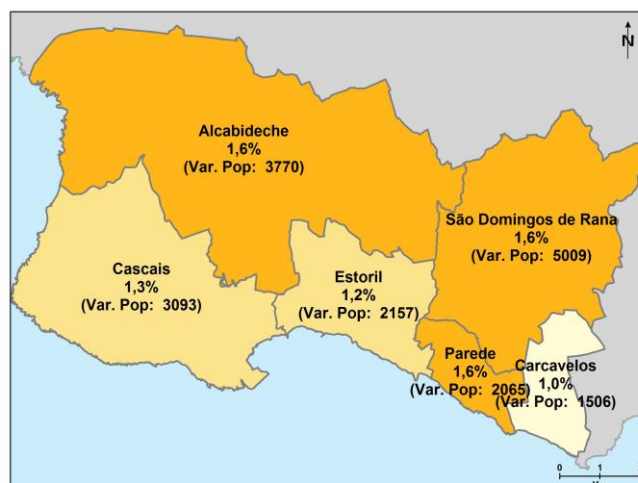 N
Alcabideche
1,6%
(Var. Pop: 3770)
São Domingos de Rana
1,6%
(Var. Pop: 5009)
Cascais
1,3%
(Var. Pop: 3093)
Estoril
1,2%
(Var. Pop: 2157)
Parede
1,6%
(Var. Pop: 2065)
Carcavelos
1,0%
(Var. Pop: 1506)
0 1